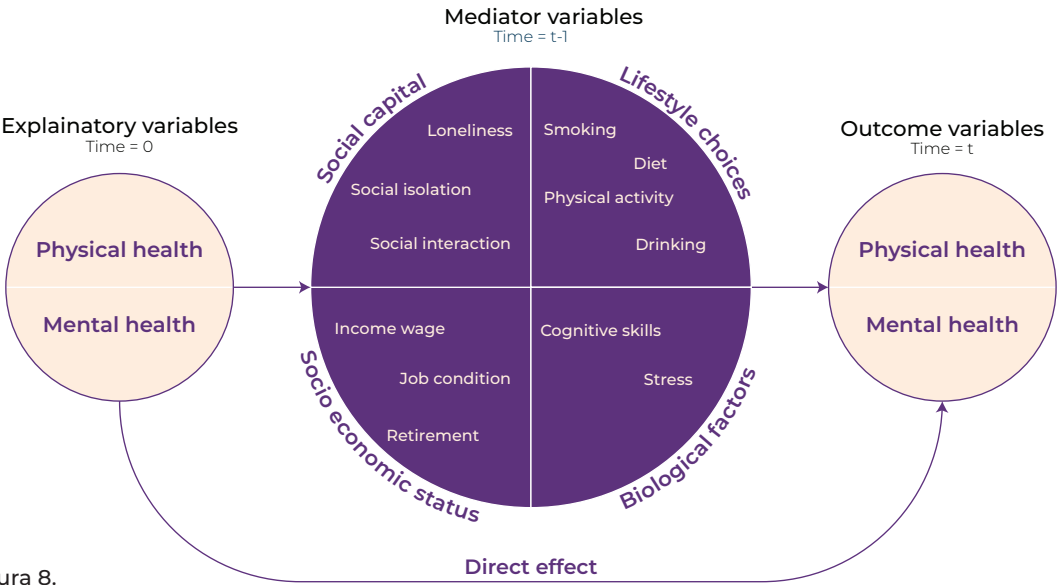 Mediator variables
Time = t-1
Explainatory variables
Time = 0
Physical health
Mental health
Social capital
Loneliness
Social isolation
Social interaction
Lifestyle choices
Smoking
Diet
Physical activity
Drinking
Socio economic status
Income wage
Job condition
Retirement
Biological factors
Cognitive skills
Stress
Outcome variables
Time = t
Physical health
Mental health
Direct effect
ura 8.